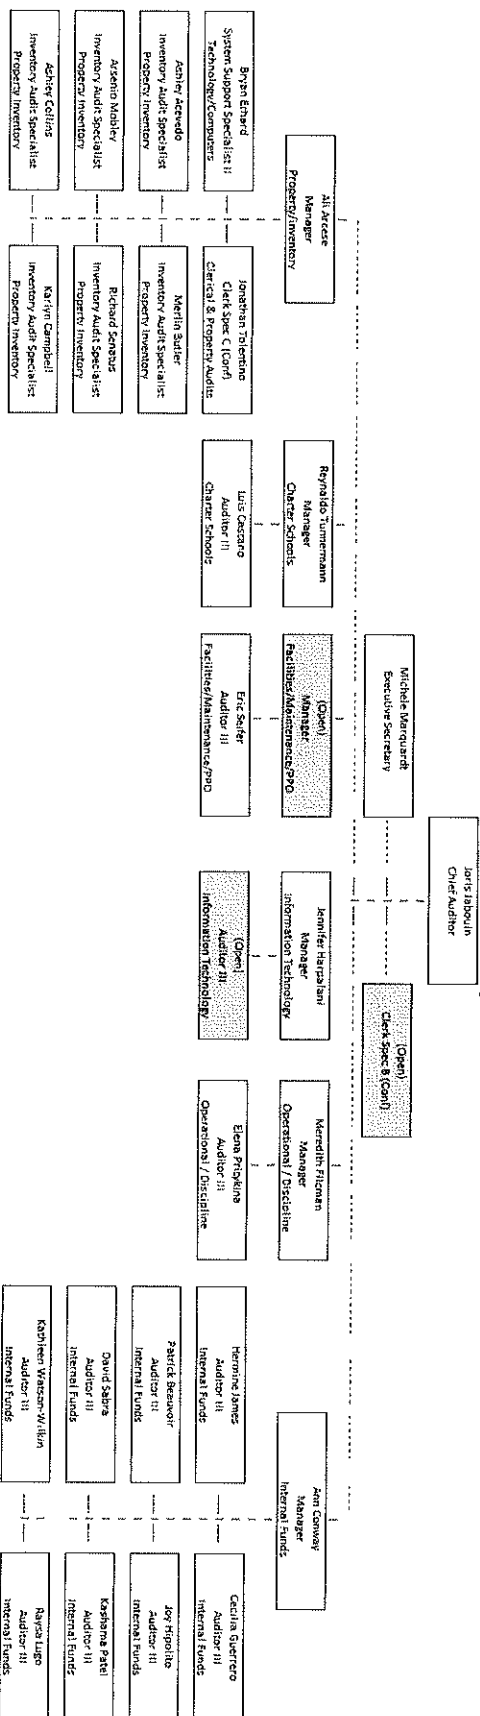 Joris Jabouin
Chief Auditor
Michele Marquardt
Executive Secretary
(Open)
Clerk Spec B (Conf)
Ali Arcese
Manager
Property/Inventory
Reynaldo Tunnermann
Manager
Charter Schools
(Open)
Manager
Facilities/Maintenance/PPO
Jennifer Harpalani
Manager
Information Technology
Meredith Filcman
Manager
Operational / Discipline
Ann Conway
Manager
Internal Funds
Bryan Erhard
System Support Specialist II
Technology/Computers
Jonathan Tolentino
Clerk Spec C (Conf)
Clerical & Property Audits
Luis Castano
Auditor III
Charter Schools
Eric Seifer
Auditor III
Facilities/Maintenance/PPO
(Open)
Auditor III
Information Technology
Elena Pritykina
Auditor III
Operational / Discipline
Hermine James
Auditor III
Internal Funds
Cecilia Guerrero
Auditor III
Internal Funds
Ashley Acevedo
Inventory Audit Specialist
Property Inventory
Merlin Butler
Inventory Audit Specialist
Property Inventory
Patrick Beauvoir
Auditor III
Internal Funds
Joy Hipolito
Auditor III
Internal Funds
Arsenio Mobley
Inventory Audit Specialist
Property Inventory
Richard Senatus
Inventory Audit Specialist
Property Inventory
David Sabra
Auditor III
Internal Funds
Kashama Patel
Auditor III
Internal Funds
Ashley Collins
Inventory Audit Specialist
Property Inventory
Karlyn Campbell
Inventory Audit Specialist
Property Inventory
Kathleen Watson-Wilkin
Auditor III
Internal Funds
Raysa Lugo
Auditor III
Internal Funds